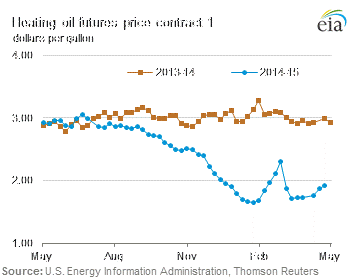 Heating oil futures price contract 1
dollars per gallon
eia
4.00
2013-14
2014-15
3.00
2.00
1.00
May Aug Nov Feb May
Source: U.S. Energy Information Administration, Thomson Reuters